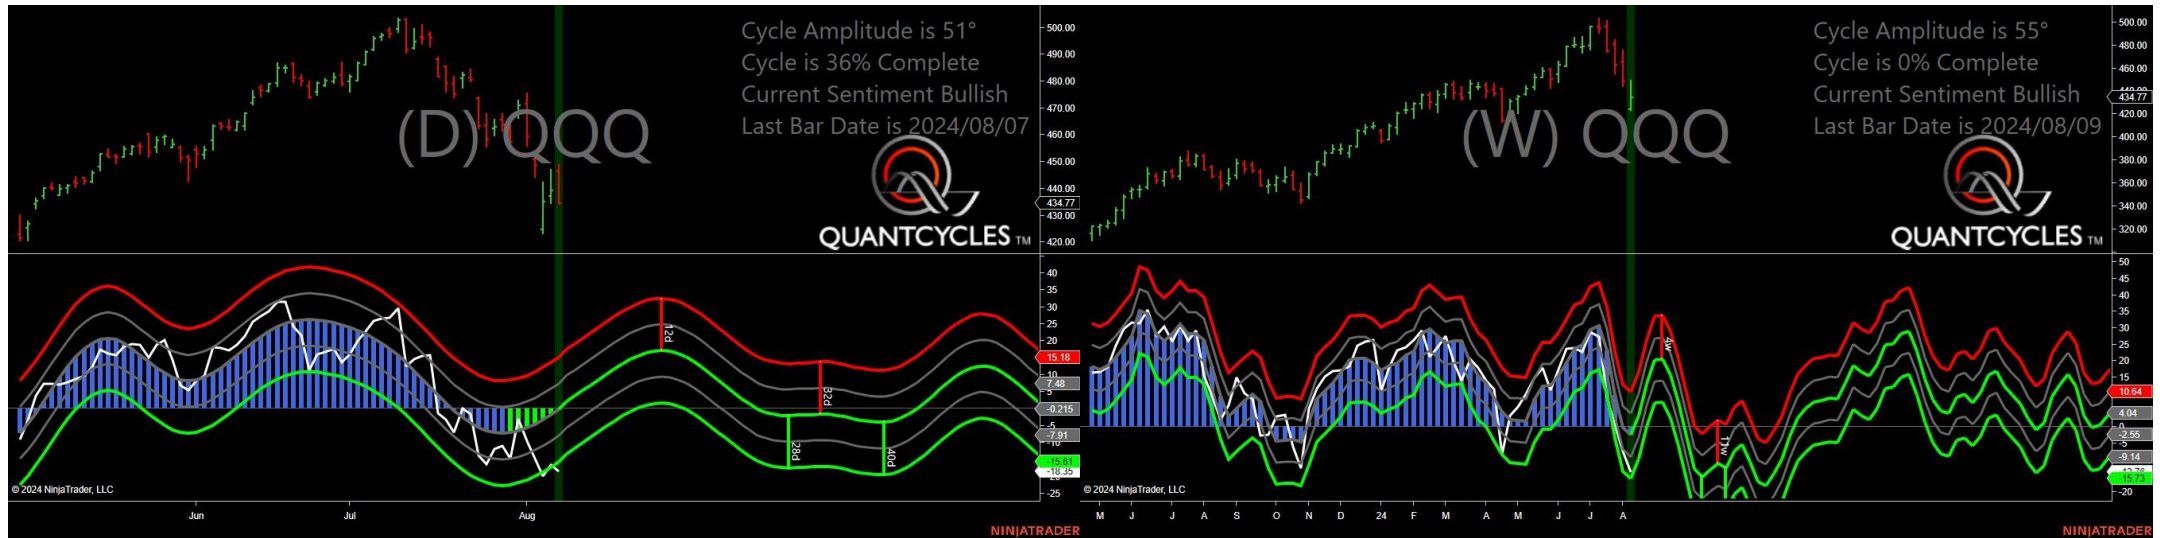 Cycle Amplitude is 51°
Cycle is 36% Complete
Current Sentiment Bullish
Last Bar Date is 2024/08/07
(D) QQQ
QUANTCYCLES TM
500.00
490.00
480.00
470.00
460.00
450.00
440.00
434.77
430.00
420.00
40
35
30
25
20
15.18
10
7.48
5
-0.215
-5
-7.91
-10
-15.61
-18.35
-25
12d
32d
28d
40d
© 2024 NinjaTrader, LLC
Jun
Jul
Aug
NINJATRADER
Cycle Amplitude is 55°
Cycle is 0% Complete
Current Sentiment Bullish
Last Bar Date is 2024/08/09
(W) QQQ
QUANTCYCLES TM
500.00
480.00
460.00
434.77
420.00
400.00
380.00
360.00
340.00
320.00
50
45
40
35
30
25
20
15
10.64
4.04
-2.55
-5
-9.14
-15.73
-20
4w
© 2024 NinjaTrader, LLC
M J J A S O N D 24 F M A M J J A
NINJATRADER